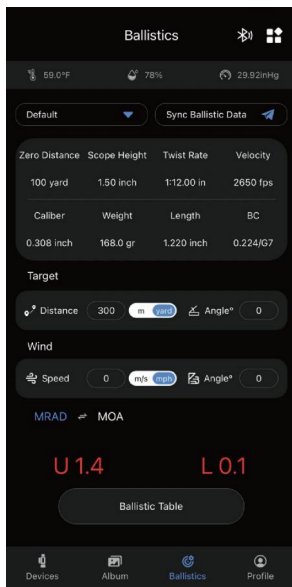 Ballistics
59.0°F 78% 29.92inHg
Default Sync Ballistic Data
Zero Distance Scope Height Twist Rate Velocity
100 yard 1.50 inch 1:12.00 in 2650 fps
Caliber Weight Length BC
0.308 inch 168.0 gr 1.220 inch 0.224/G7
Target
Distance 300 m yard Angle° 0
Wind
Speed 0 m/s mph Angle° 0
MRAD ⇌ MOA
U 1.4 L 0.1
Ballistic Table
Devices Album Ballistics Profile